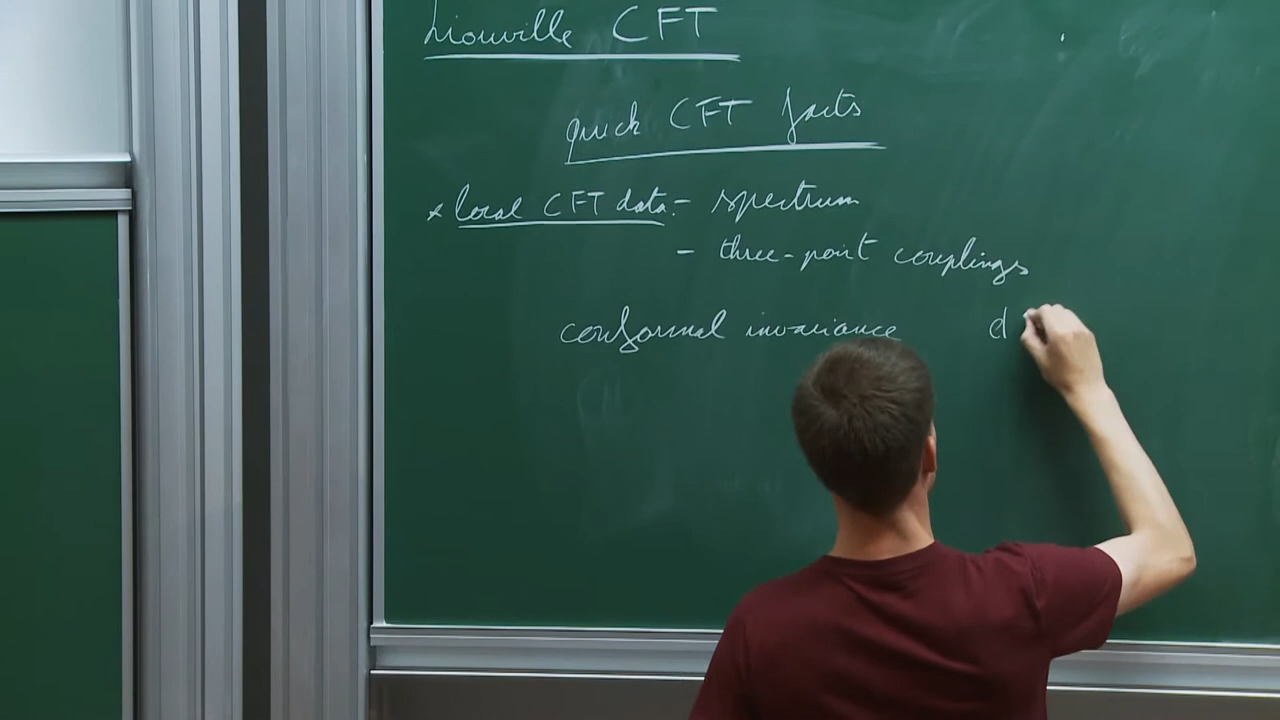 Liouville CFT
quick CFT facts
* local CFT data: - spectrum
- three-point couplings
conformal invariance d